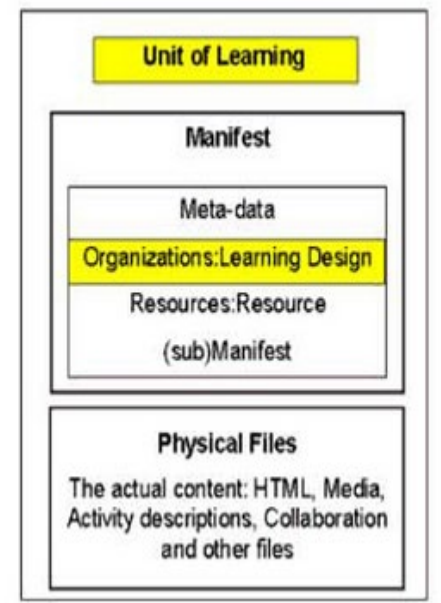 Unit of Learning
Manifest
Meta-data
Organizations:Learning Design
Resources:Resource
(sub)Manifest
Physical Files
The actual content: HTML, Media,
Activity descriptions, Collaboration
and other files